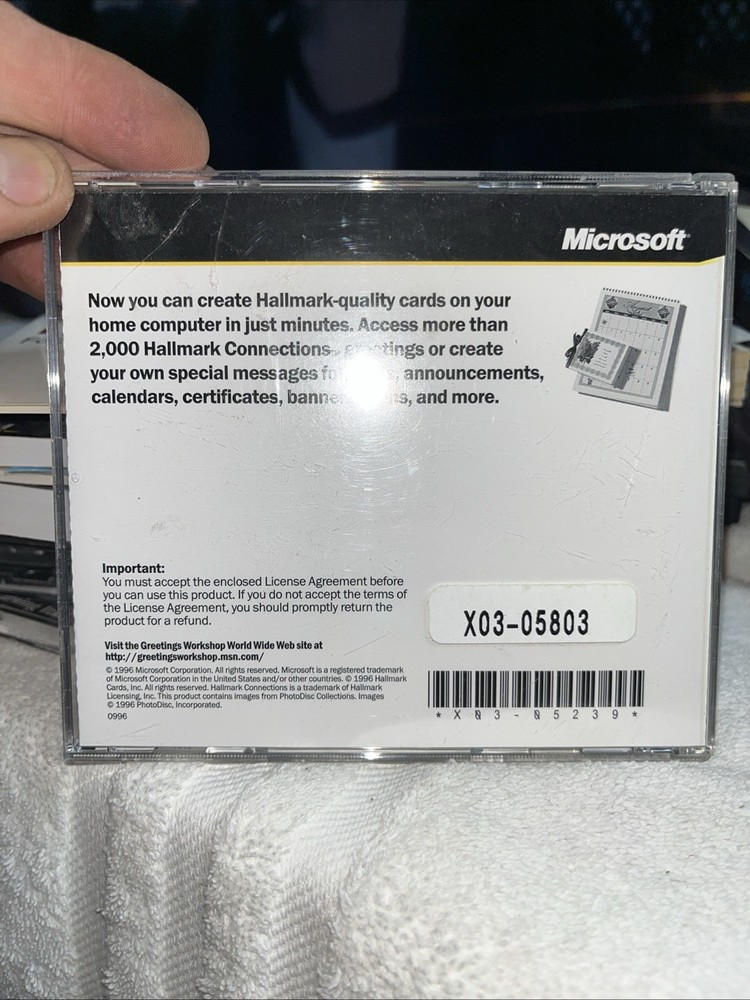 Microsoft
Now you can create Hallmark-quality cards on your
home computer in just minutes. Access more than
2,000 Hallmark Connections or create
your own special messages announcements,
calendars, certificates, and more.
Important:
You must accept the enclosed License Agreement before
you can use this product. If you do not accept the terms of
the License Agreement, you should promptly return the
product for a refund.
Visit the Greetings Workshop World Wide Web site at
http://greetingsworkshop.msn.com/
© 1996 Microsoft Corporation. All rights reserved. Microsoft is a registered trademark
of Microsoft Corporation in the United States and/or other countries. © 1996 Hallmark
Cards, Inc. All rights reserved. Hallmark Connections is a trademark of Hallmark
Licensing, Inc. This product contains images from PhotoDisc Collections. Images
© 1996 PhotoDisc, Incorporated.
0996
X03-05803
* X 0 3 - 0 5 2 3 9 *